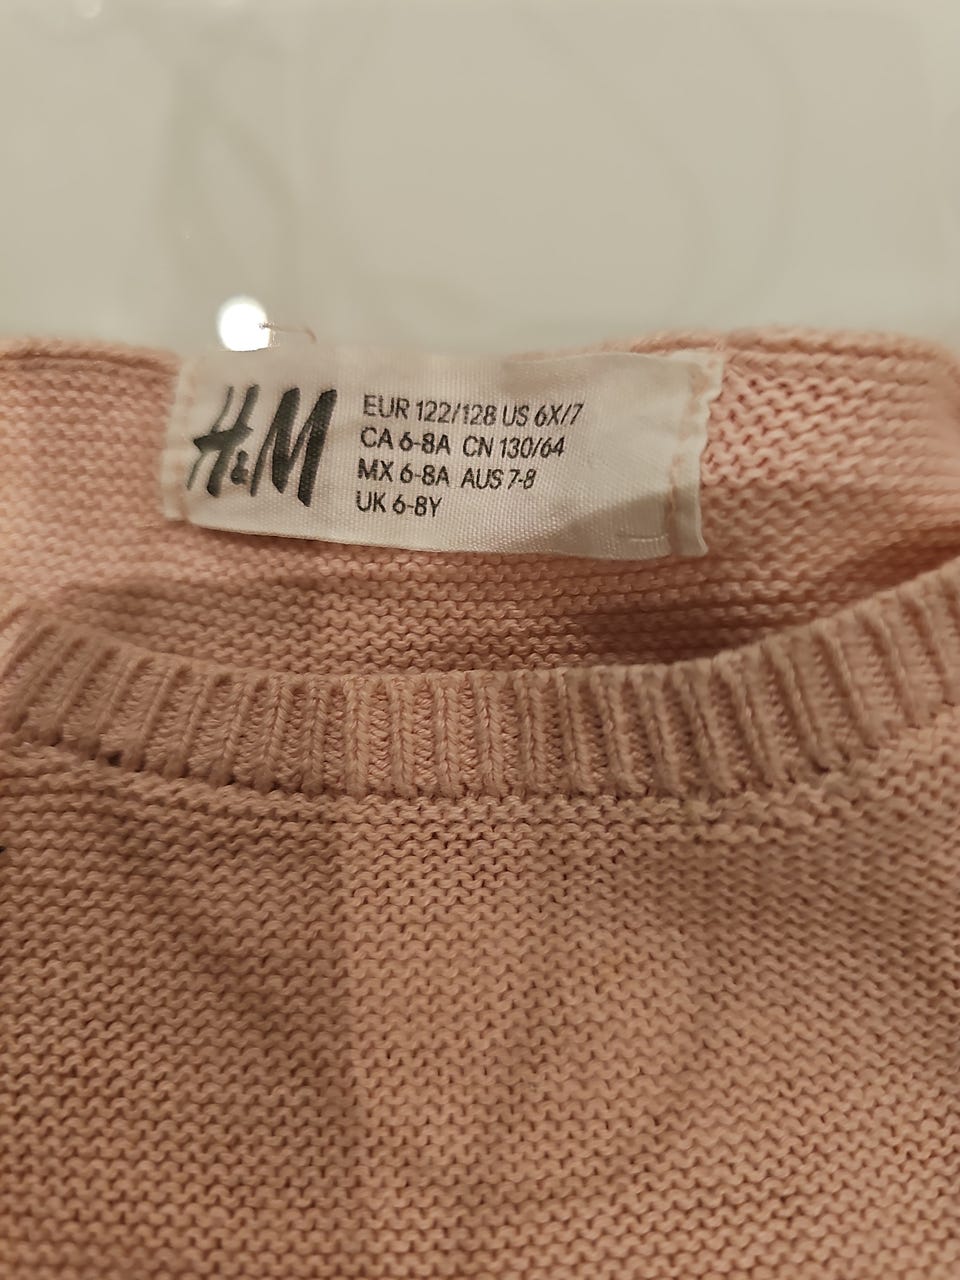 H&M
EUR 122/128 US 6X/7
CA 6-8A CN 130/64
MX 6-8A AUS 7-8
UK 6-8Y